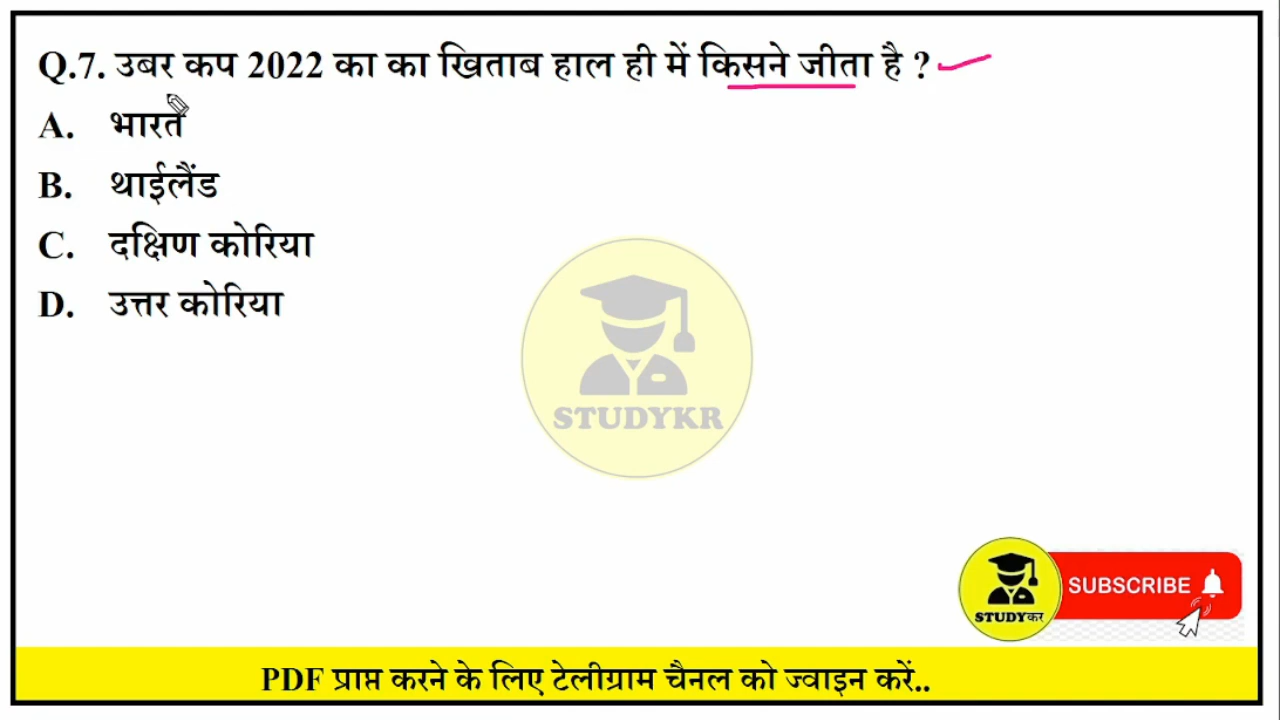 Q.7. उबर कप 2022 का का खिताब हाल ही में किसने जीता है ?
A. भारत
B. थाईलैंड
C. दक्षिण कोरिया
D. उत्तर कोरिया
STUDYKR
SUBSCRIBE
STUDYकर
PDF प्राप्त करने के लिए टेलीग्राम चैनल को ज्वाइन करें..